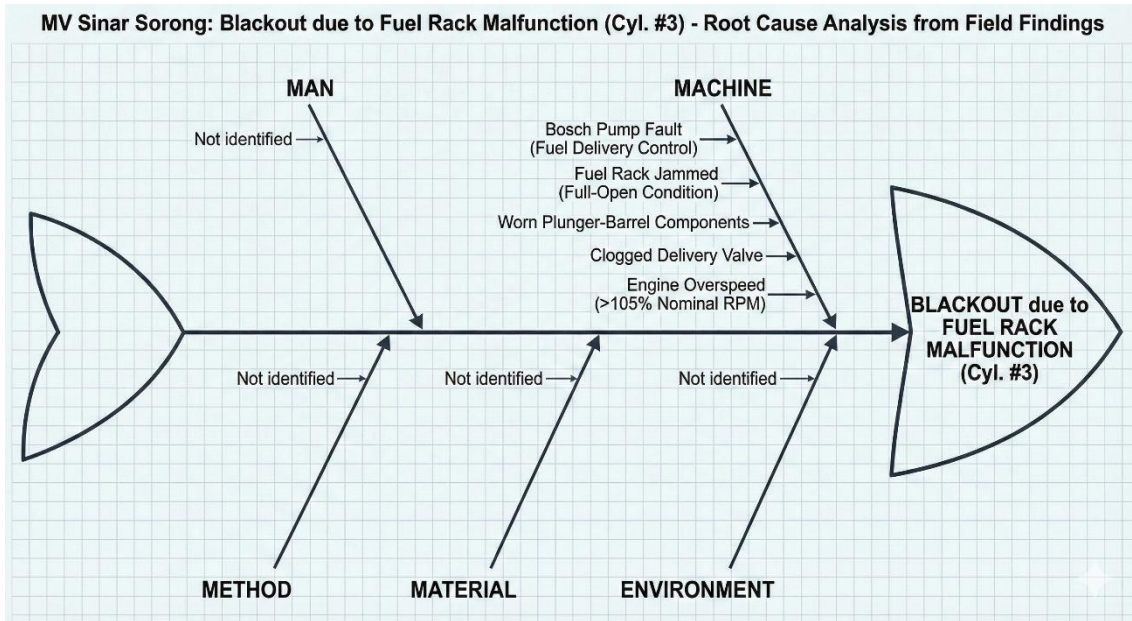 MV Sinar Sorong: Blackout due to Fuel Rack Malfunction (Cyl. #3) - Root Cause Analysis from Field Findings
MAN
MACHINE
Not identified
Bosch Pump Fault
(Fuel Delivery Control)
Fuel Rack Jammed
(Full-Open Condition)
Worn Plunger-Barrel Components
Clogged Delivery Valve
Engine Overspeed
(>105% Nominal RPM)
BLACKOUT due to
FUEL RACK
MALFUNCTION
(Cyl. #3)
Not identified
Not identified
Not identified
METHOD
MATERIAL
ENVIRONMENT